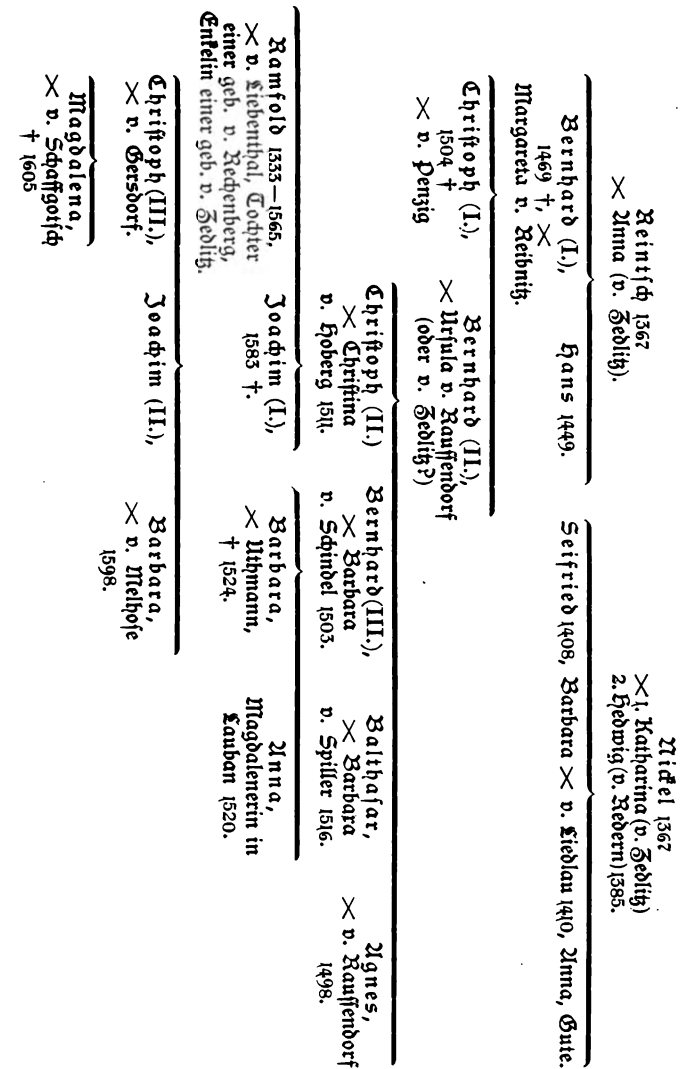 Reintsch 1367
⚔ Anna (v. Zedlitz).
Nickel 1367
⚔ 1. Katharina (v. Zedlitz)
2. Hedwig (v. Redern) 1385.
Bernhard (I.),
1469 †, ⚔
Margareta v. Reibnitz.
Hans 1449.
Seifried 1408, Barbara ⚔ v. Liedlau 1410, Anna, Gute.
Christoph (I.),
1504 †
⚔ v. Penzig
Bernhard (II.),
⚔ Ursula v. Rauffendorf
(oder v. Zedlitz?)
Christoph (II.)
⚔ Christina
v. Hoberg 1511.
Bernhard (III.),
⚔ Barbara
v. Schindel 1503.
Balthasar,
⚔ Barbara
v. Spiller 1516.
Agnes,
⚔ v. Rauffendorf
1498.
Ramfold 1333—1565,
⚔ v. Liebenthal, Tochter
einer geb. v. Rechenberg,
Enkelin einer geb. v. Zedlitz.
Joachim (I.),
1583 †.
Barbara,
⚔ Uthmann,
† 1524.
Anna,
Magdalenerin in
Lauban 1520.
Christoph (III.),
⚔ v. Gersdorf.
Joachim (II.),
Barbara,
⚔ v. Melhose
1598.
Magdalena,
⚔ v. Schaffgotsch
† 1605